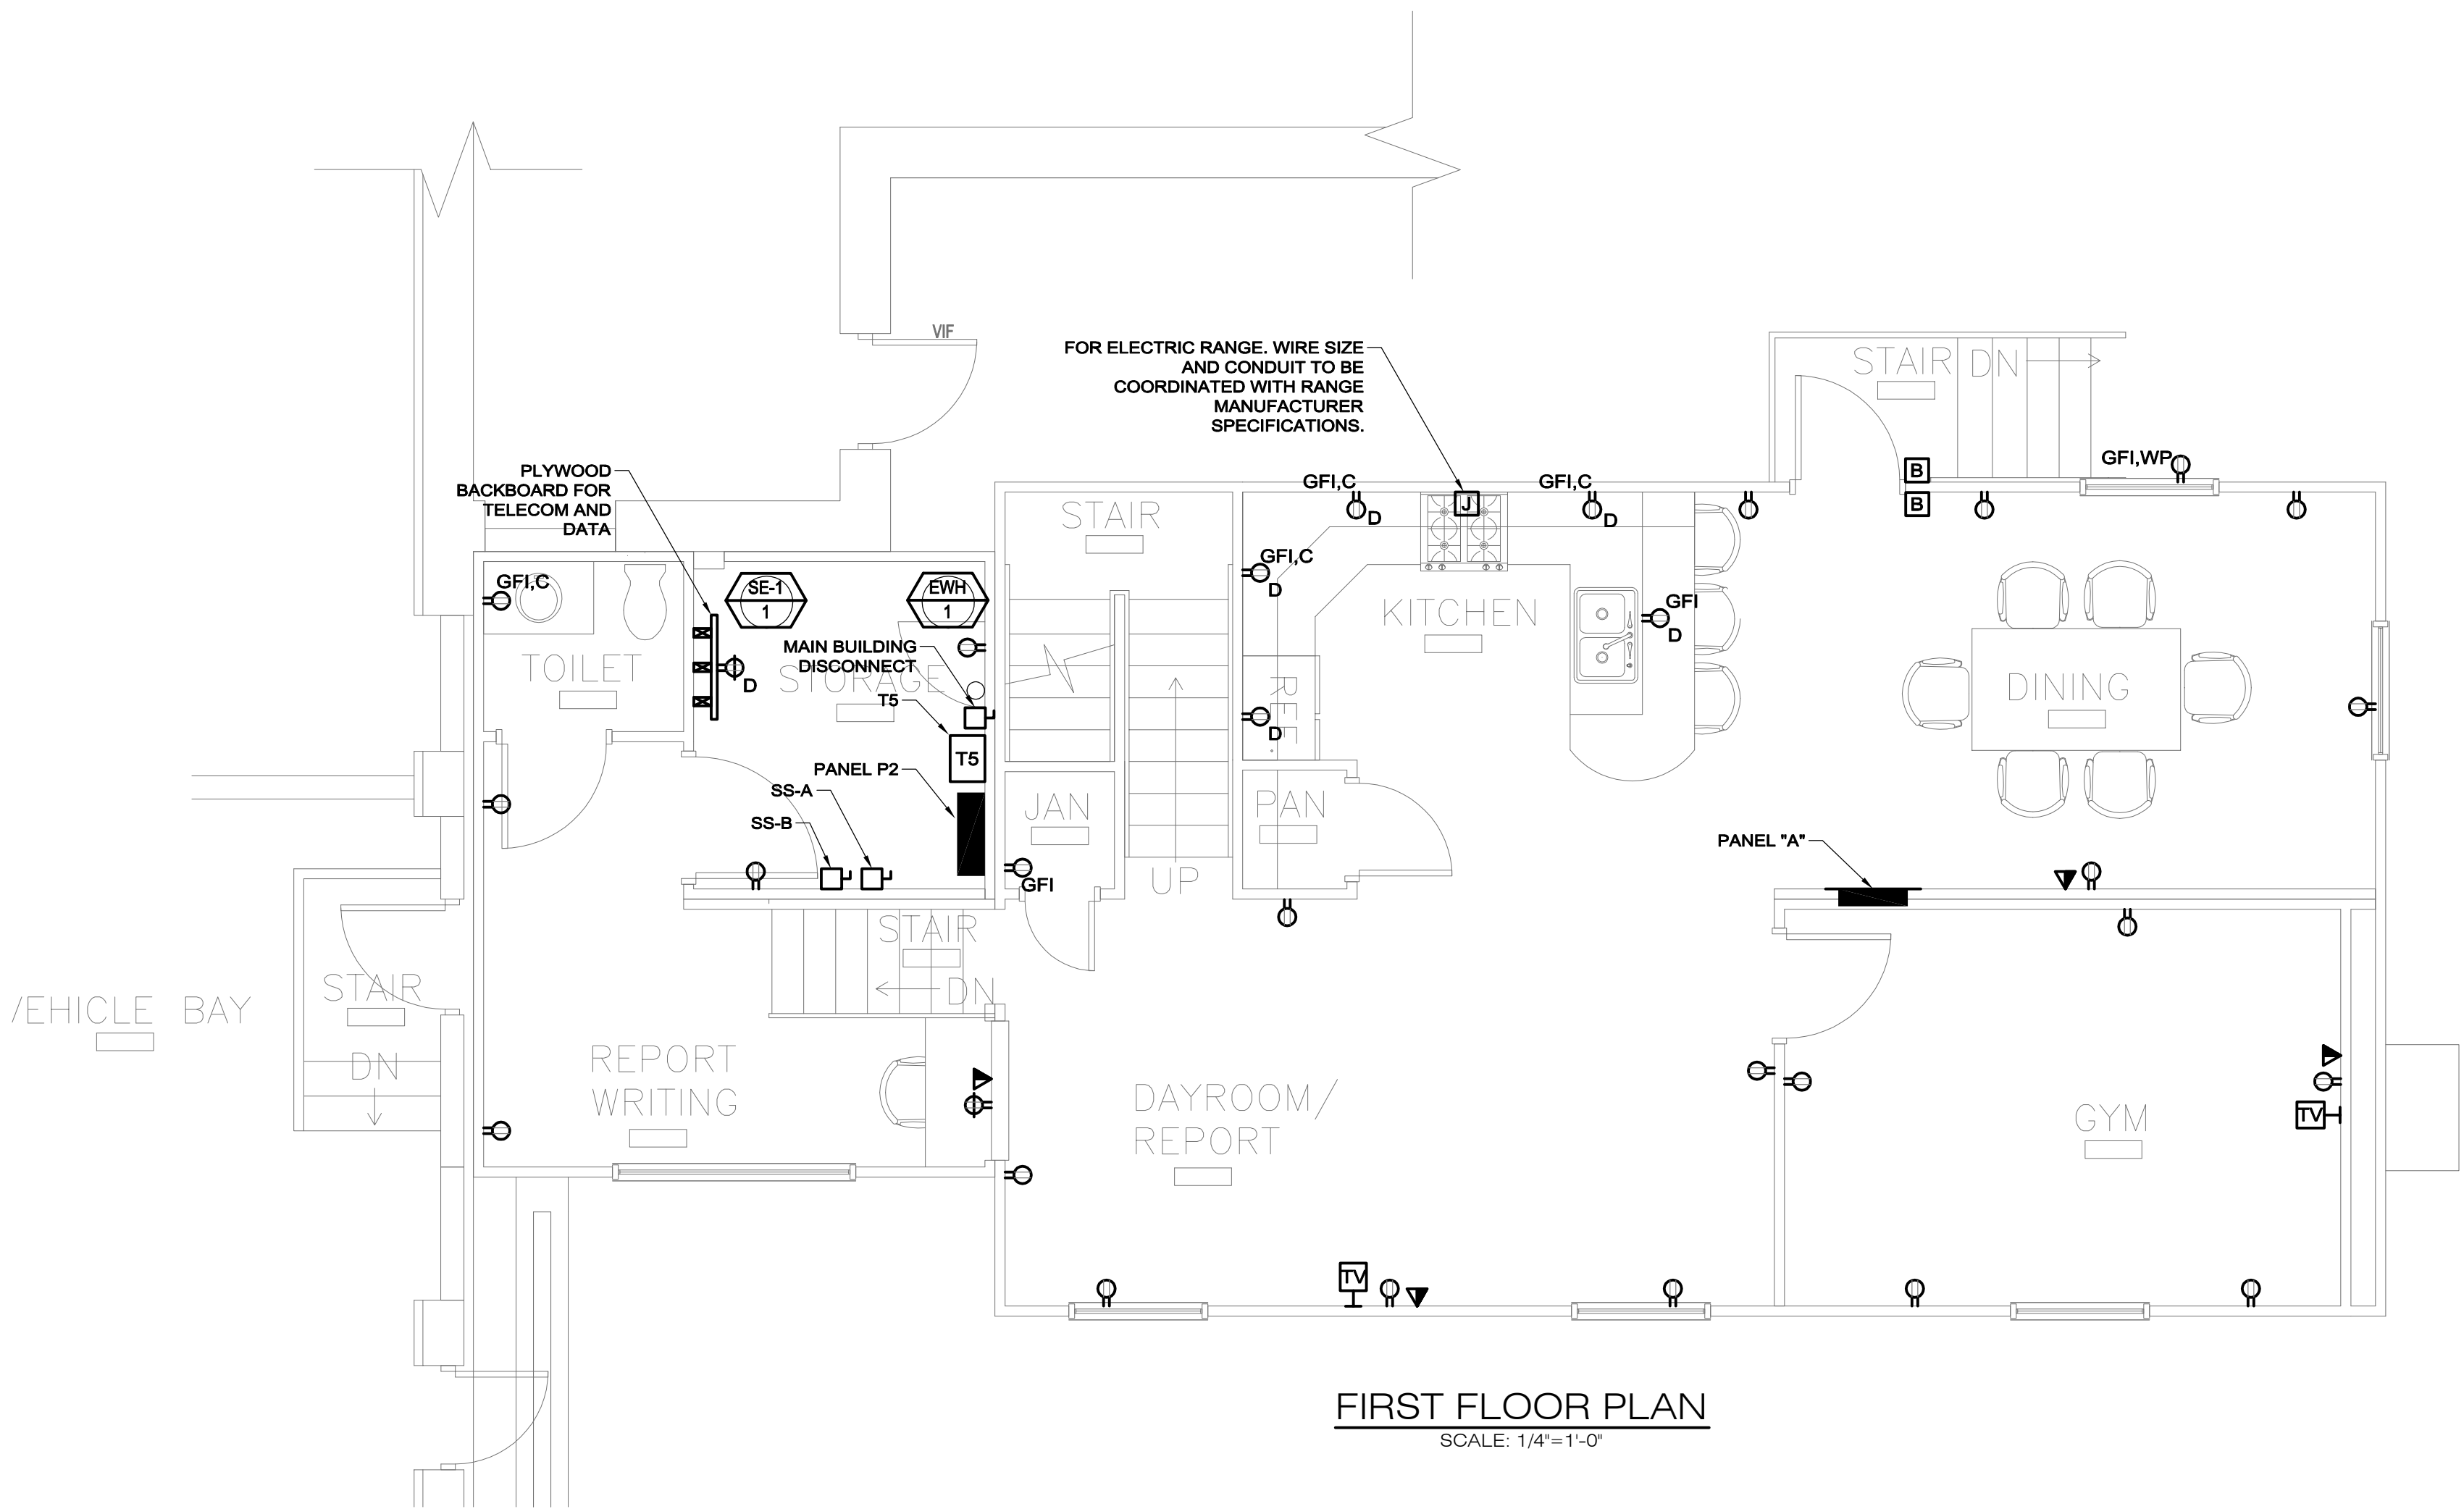 VIF
FOR ELECTRIC RANGE. WIRE SIZE
AND CONDUIT TO BE
COORDINATED WITH RANGE
MANUFACTURER
SPECIFICATIONS.
STAIR DN
GFI,WP
B
B
PLYWOOD
BACKBOARD FOR
TELECOM AND
DATA
GFI,C
D
J
GFI,C
D
STAIR
GFI,C
D
GFI,C
SE-1
1
EWH
1
KITCHEN
GFI
D
TOILET
D
MAIN BUILDING
DISCONNECT
STORAGE
T5
T5
REF
D
DINING
PANEL P2
SS-A
SS-B
JAN
GFI
UP
PAN
PANEL "A"
STAIR
DN
STAIR
DN
VEHICLE BAY
REPORT
WRITING
DAYROOM/
REPORT
GYM
TV
TV
FIRST FLOOR PLAN
SCALE: 1/4"=1'-0"